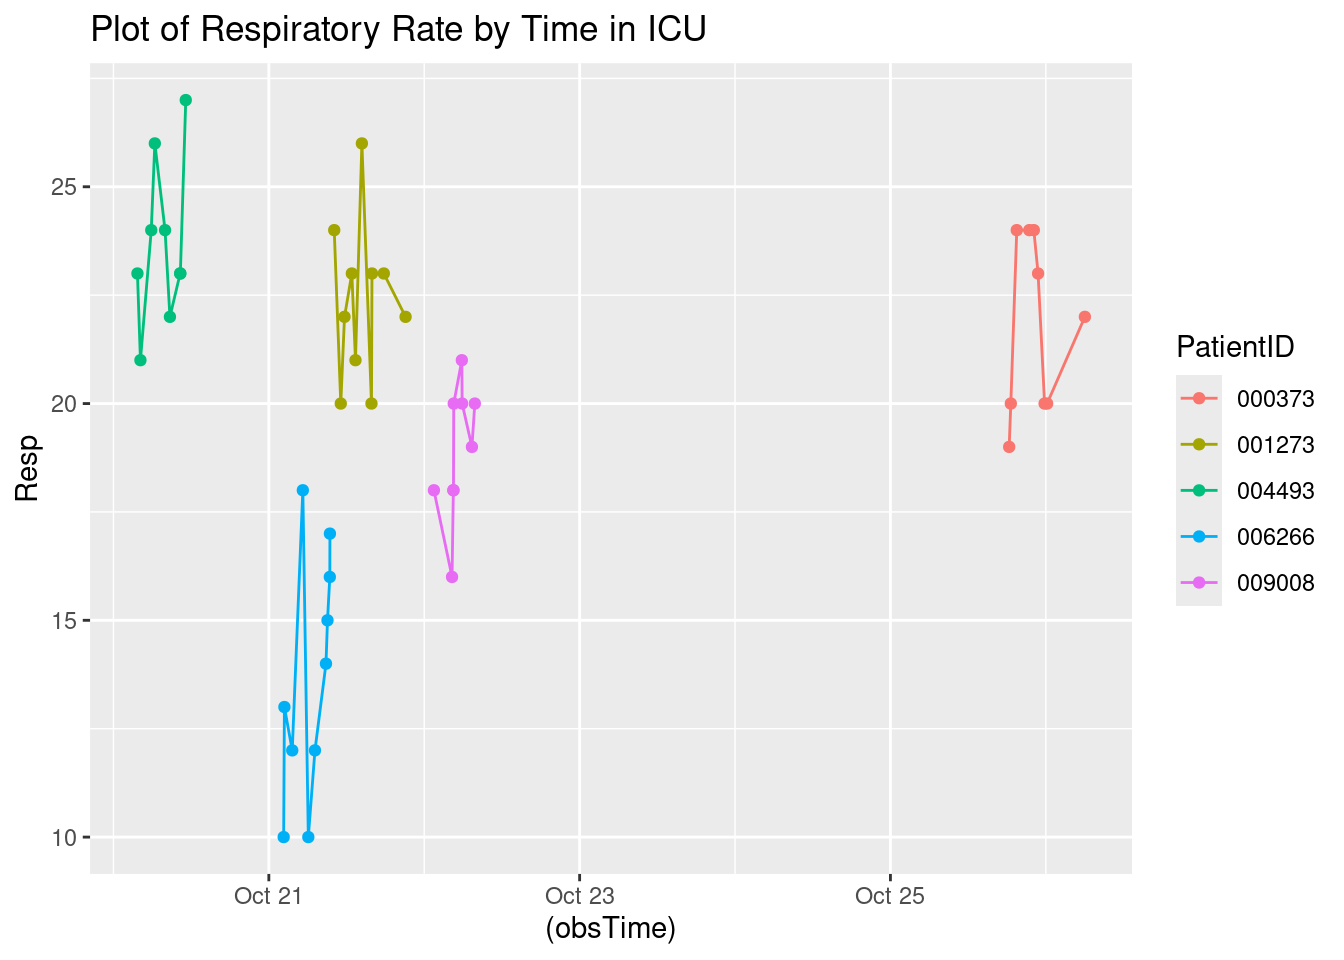 Plot of Respiratory Rate by Time in ICU
Resp
25
20
15
10
Oct 21
Oct 23
Oct 25
(obsTime)
PatientID
000373
001273
004493
006266
009008